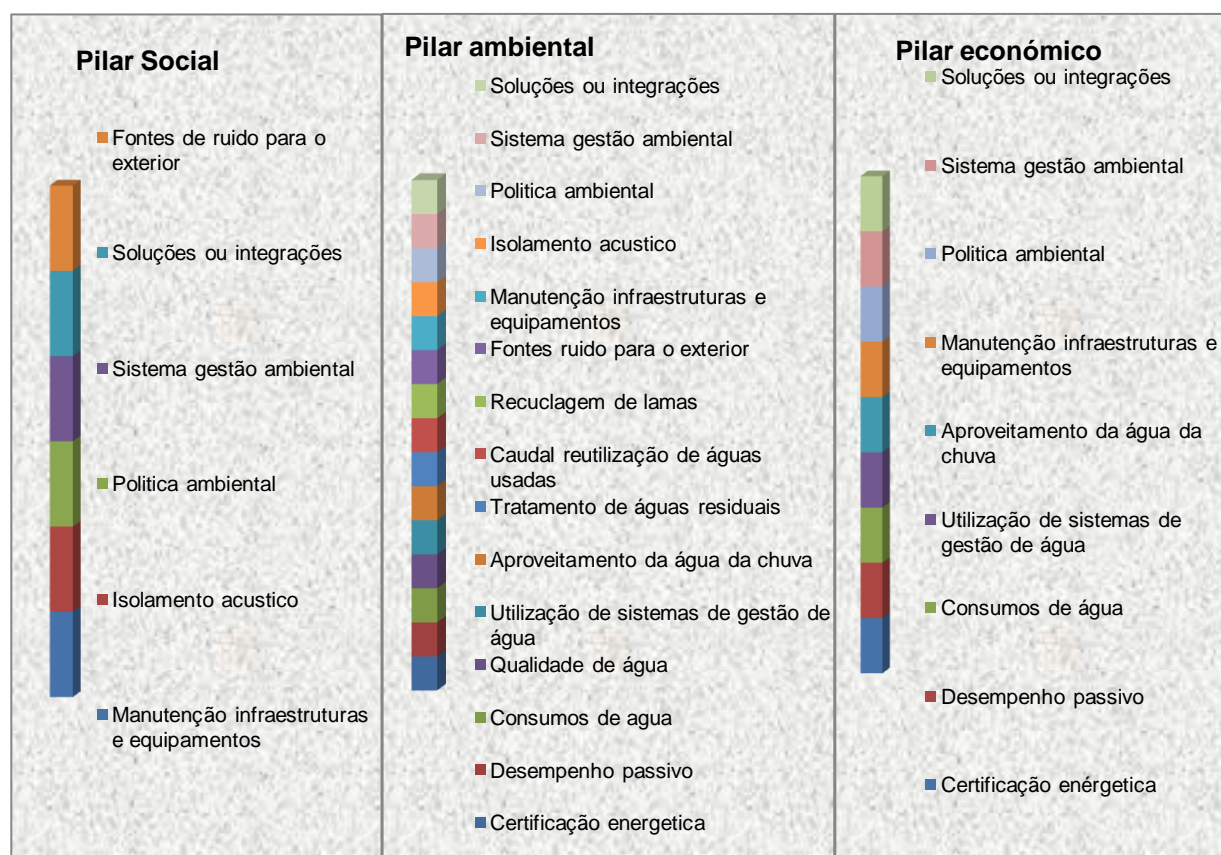 Pilar Social
Fontes de ruido para o
exterior
Soluções ou integrações
Sistema gestão ambiental
Politica ambiental
Isolamento acustico
Manutenção infraestruturas
e equipamentos
Pilar ambiental
Soluções ou integrações
Sistema gestão ambiental
Politica ambiental
Isolamento acustico
Manutenção infraestruturas e
equipamentos
Fontes ruido para o exterior
Recuclagem de lamas
Caudal reutilização de águas
usadas
Tratamento de águas residuais
Aproveitamento da água da chuva
Utilização de sistemas de gestão de
água
Qualidade de água
Consumos de agua
Desempenho passivo
Certificação energetica
Pilar económico
Soluções ou integrações
Sistema gestão ambiental
Politica ambiental
Manutenção infraestruturas e
equipamentos
Aproveitamento da água da
chuva
Utilização de sistemas de
gestão de água
Consumos de água
Desempenho passivo
Certificação enérgetica